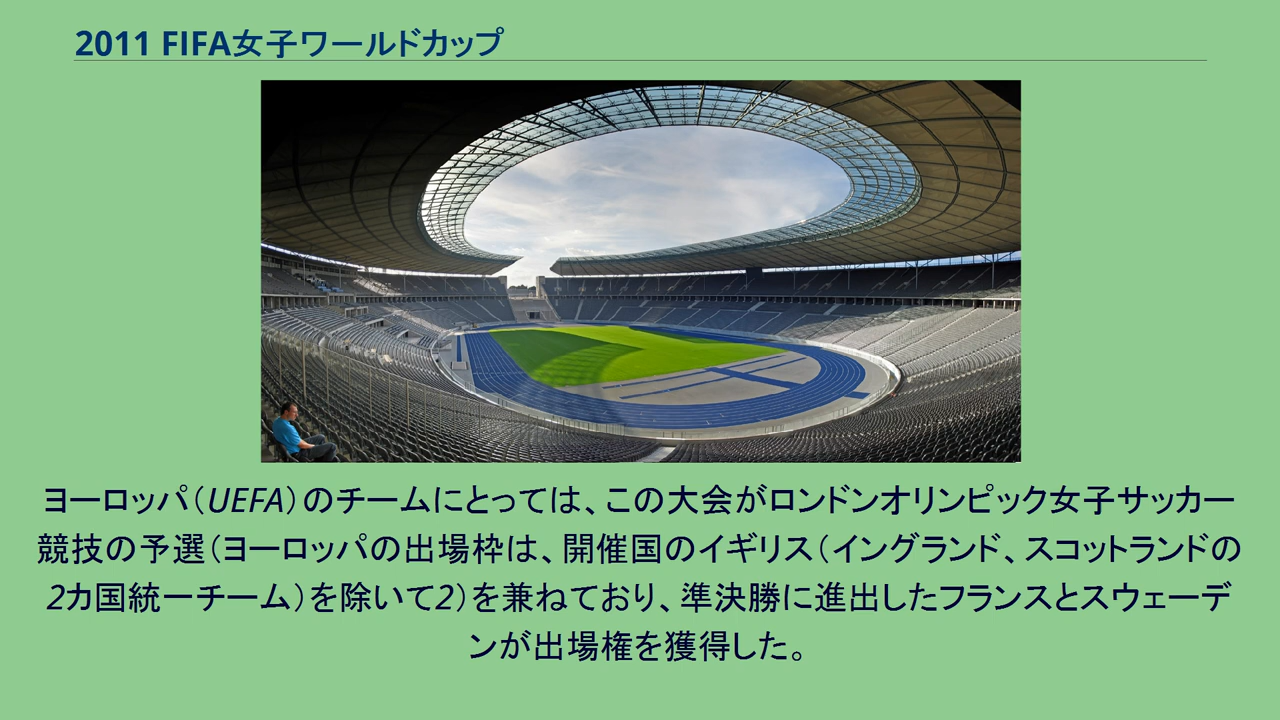 2011 FIFA女子ワールドカップ
ヨーロッパ（UEFA）のチームにとっては、この大会がロンドンオリンピック女子サッカー
競技の予選（ヨーロッパの出場枠は、開催国のイギリス（イングランド、スコットランドの
2カ国統一チーム）を除いて2）を兼ねており、準決勝に進出したフランスとスウェーデ
ンが出場権を獲得した。